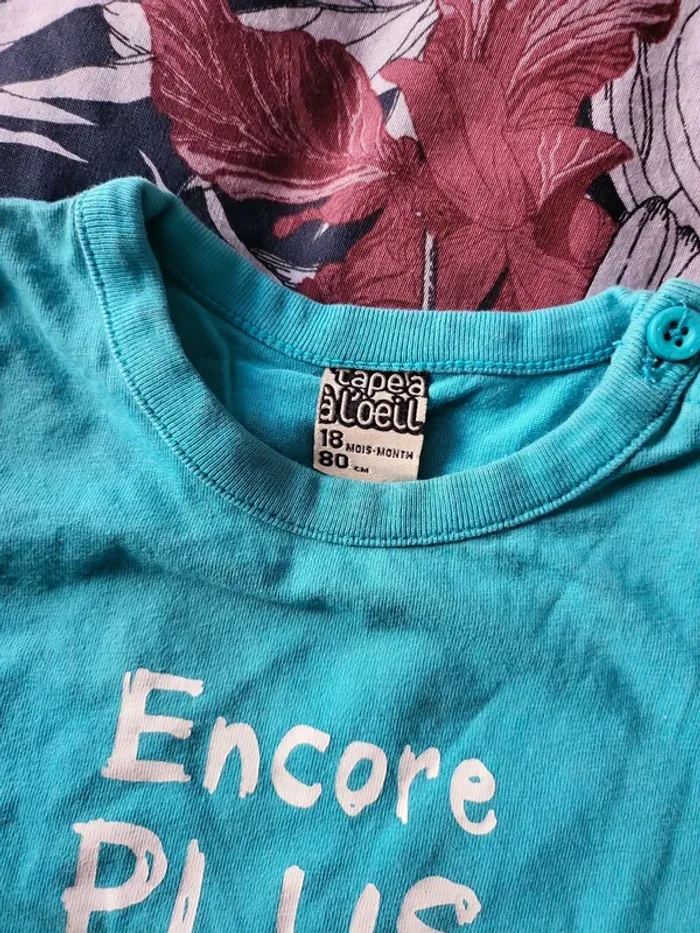 tape à
à l'oeil
18 MOIS-MONTH
80 CM
Encore
PLUS